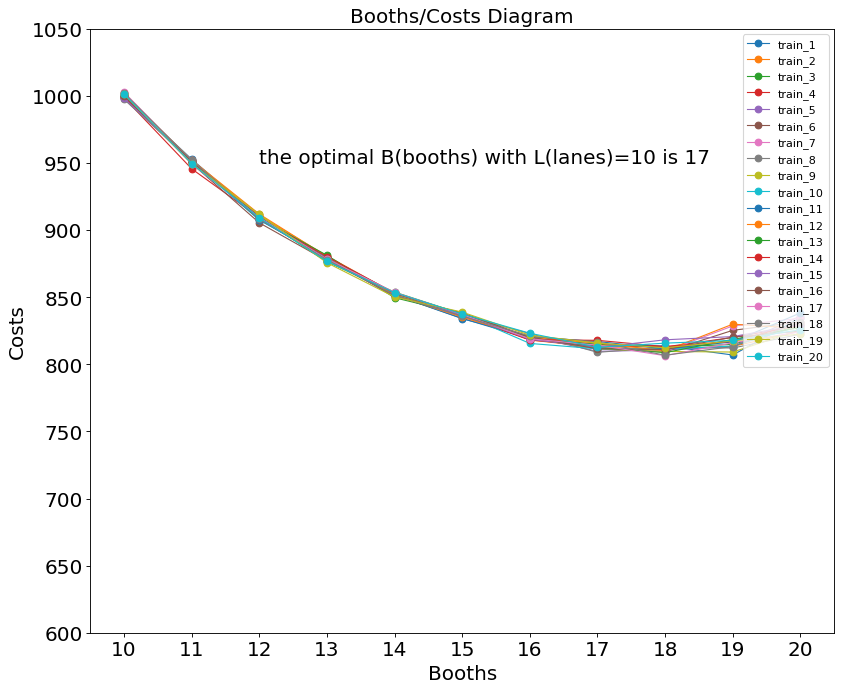 Booths/Costs Diagram
1050
1000
950
900
850
800
750
700
650
600
Costs
the optimal B(booths) with L(lanes)=10 is 17
train_1
train_2
train_3
train_4
train_5
train_6
train_7
train_8
train_9
train_10
train_11
train_12
train_13
train_14
train_15
train_16
train_17
train_18
train_19
train_20
10 11 12 13 14 15 16 17 18 19 20
Booths